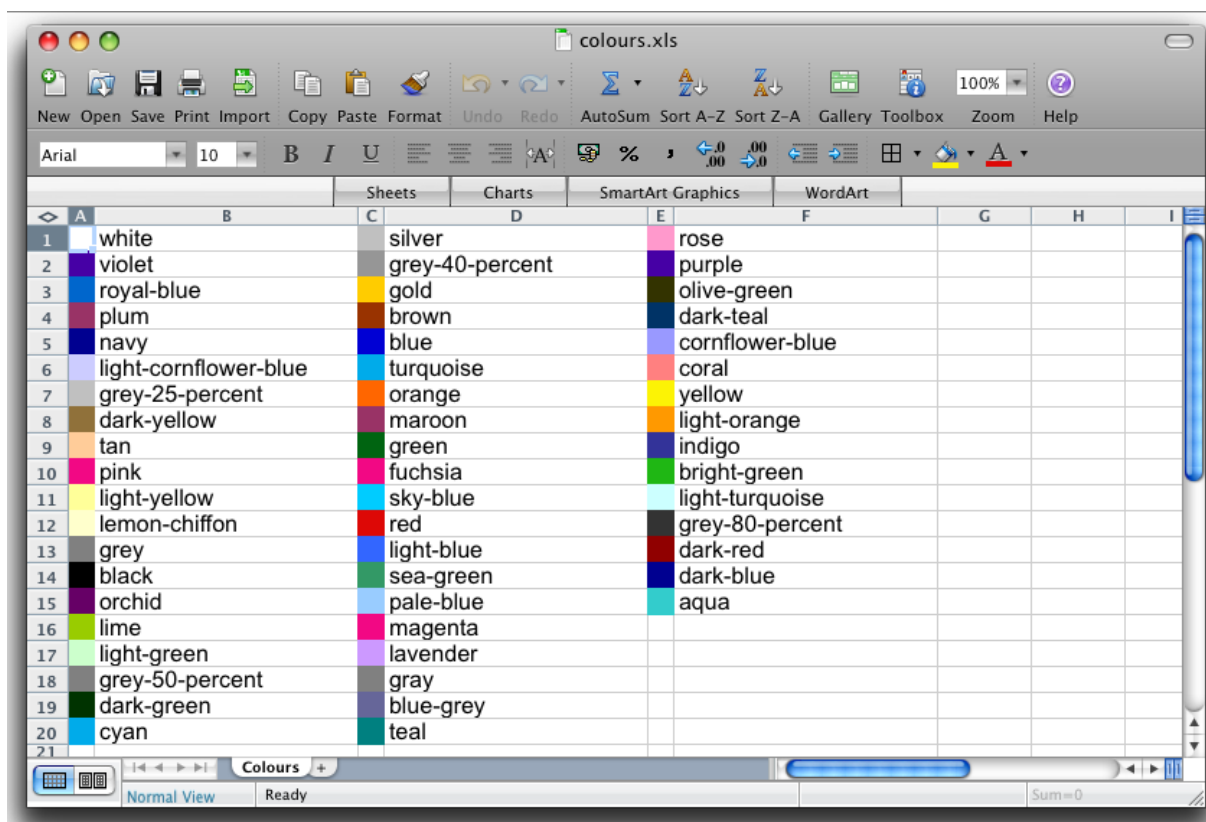 colours.xls
New Open Save Print Import Copy Paste Format Undo Redo AutoSum Sort A-Z Sort Z-A Gallery Toolbox Zoom Help
100%
Arial 10 B I U A % , .0 .00 .00 .0 A
Sheets Charts SmartArt Graphics WordArt
A B C D E F G H I
1 white silver rose
2 violet grey-40-percent purple
3 royal-blue gold olive-green
4 plum brown dark-teal
5 navy blue cornflower-blue
6 light-cornflower-blue turquoise coral
7 grey-25-percent orange yellow
8 dark-yellow maroon light-orange
9 tan green indigo
10 pink fuchsia bright-green
11 light-yellow sky-blue light-turquoise
12 lemon-chiffon red grey-80-percent
13 grey light-blue dark-red
14 black sea-green dark-blue
15 orchid pale-blue aqua
16 lime magenta
17 light-green lavender
18 grey-50-percent gray
19 dark-green blue-grey
20 cyan teal
21
Colours +
Normal View Ready Sum=0